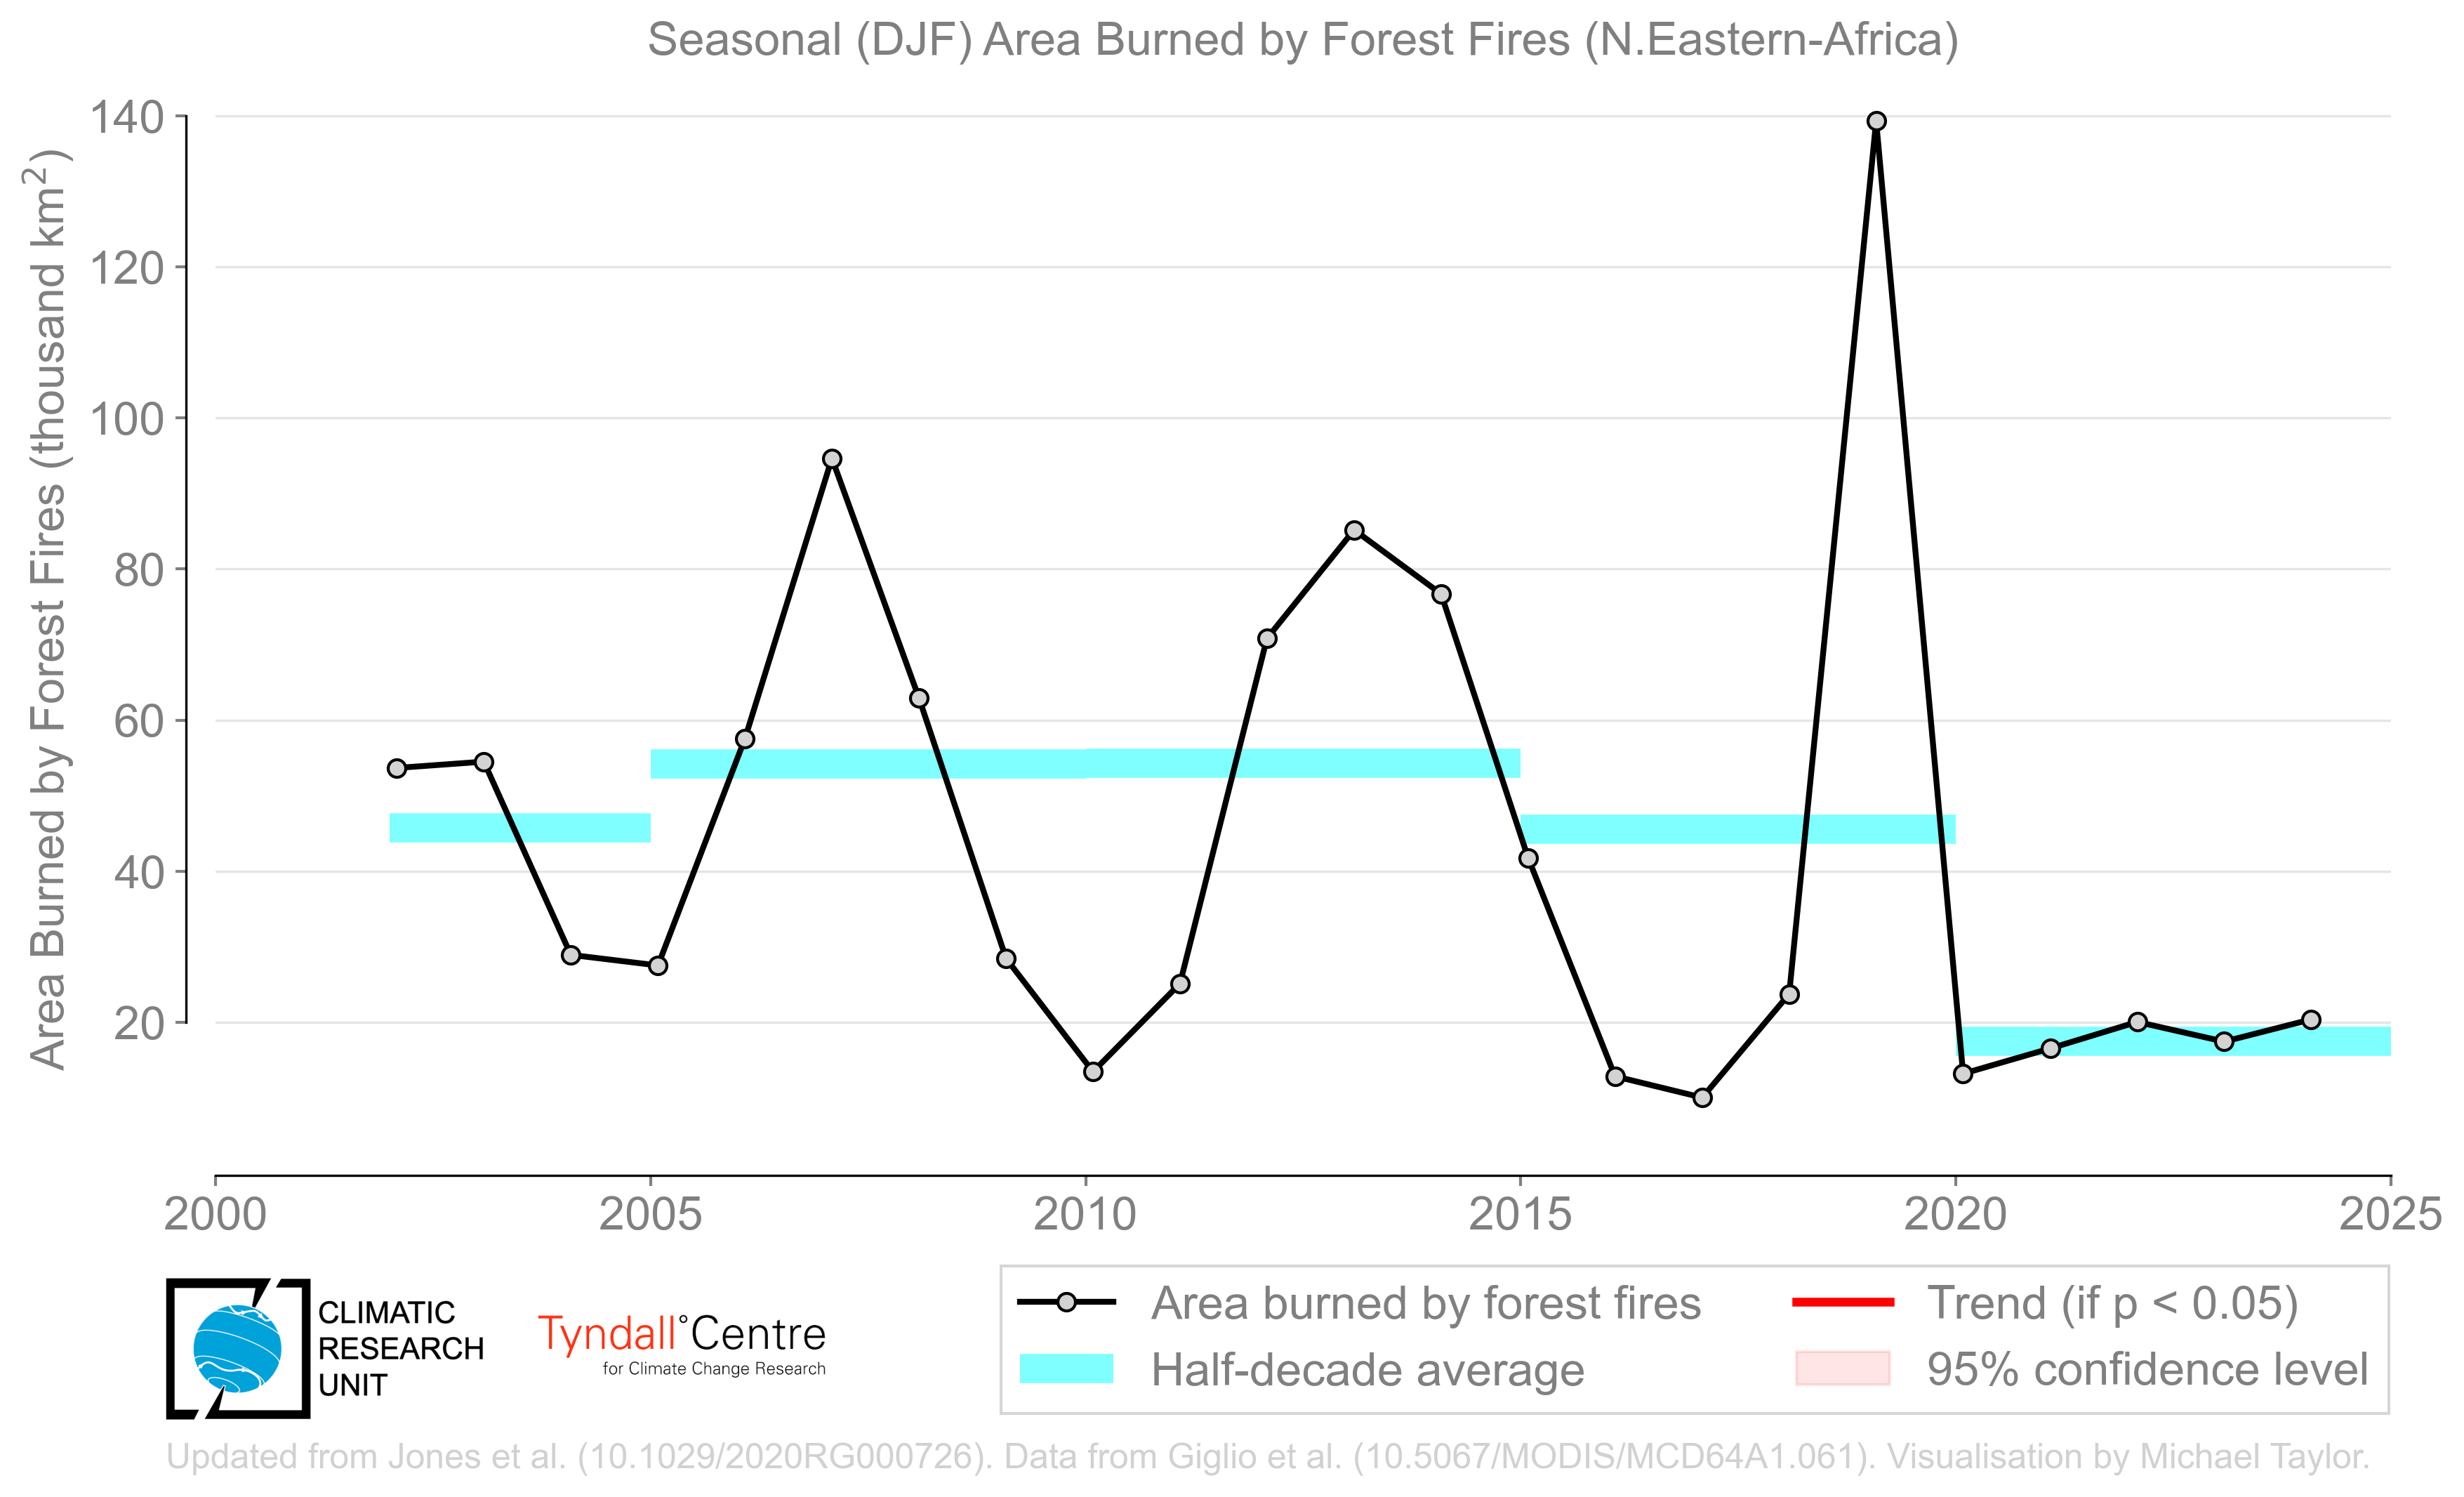 Seasonal (DJF) Area Burned by Forest Fires (N.Eastern-Africa)
Area Burned by Forest Fires (thousand km²)
140
120
100
80
60
40
20
2000 2005 2010 2015 2020 2025
CLIMATIC
RESEARCH
UNIT
Tyndall°Centre
for Climate Change Research
Area burned by forest fires
Half-decade average
Trend (if p < 0.05)
95% confidence level
Updated from Jones et al. (10.1029/2020RG000726). Data from Giglio et al. (10.5067/MODIS/MCD64A1.061). Visualisation by Michael Taylor.